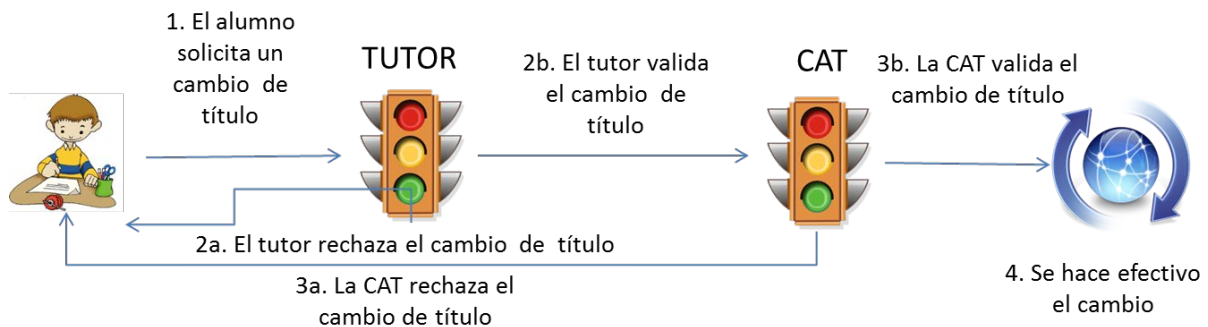 1. El alumno
solicita un
cambio de
título
TUTOR
2b. El tutor valida
el cambio de
título
CAT
3b. La CAT valida el
cambio de título
2a. El tutor rechaza el cambio de título
3a. La CAT rechaza el
cambio de título
4. Se hace efectivo
el cambio